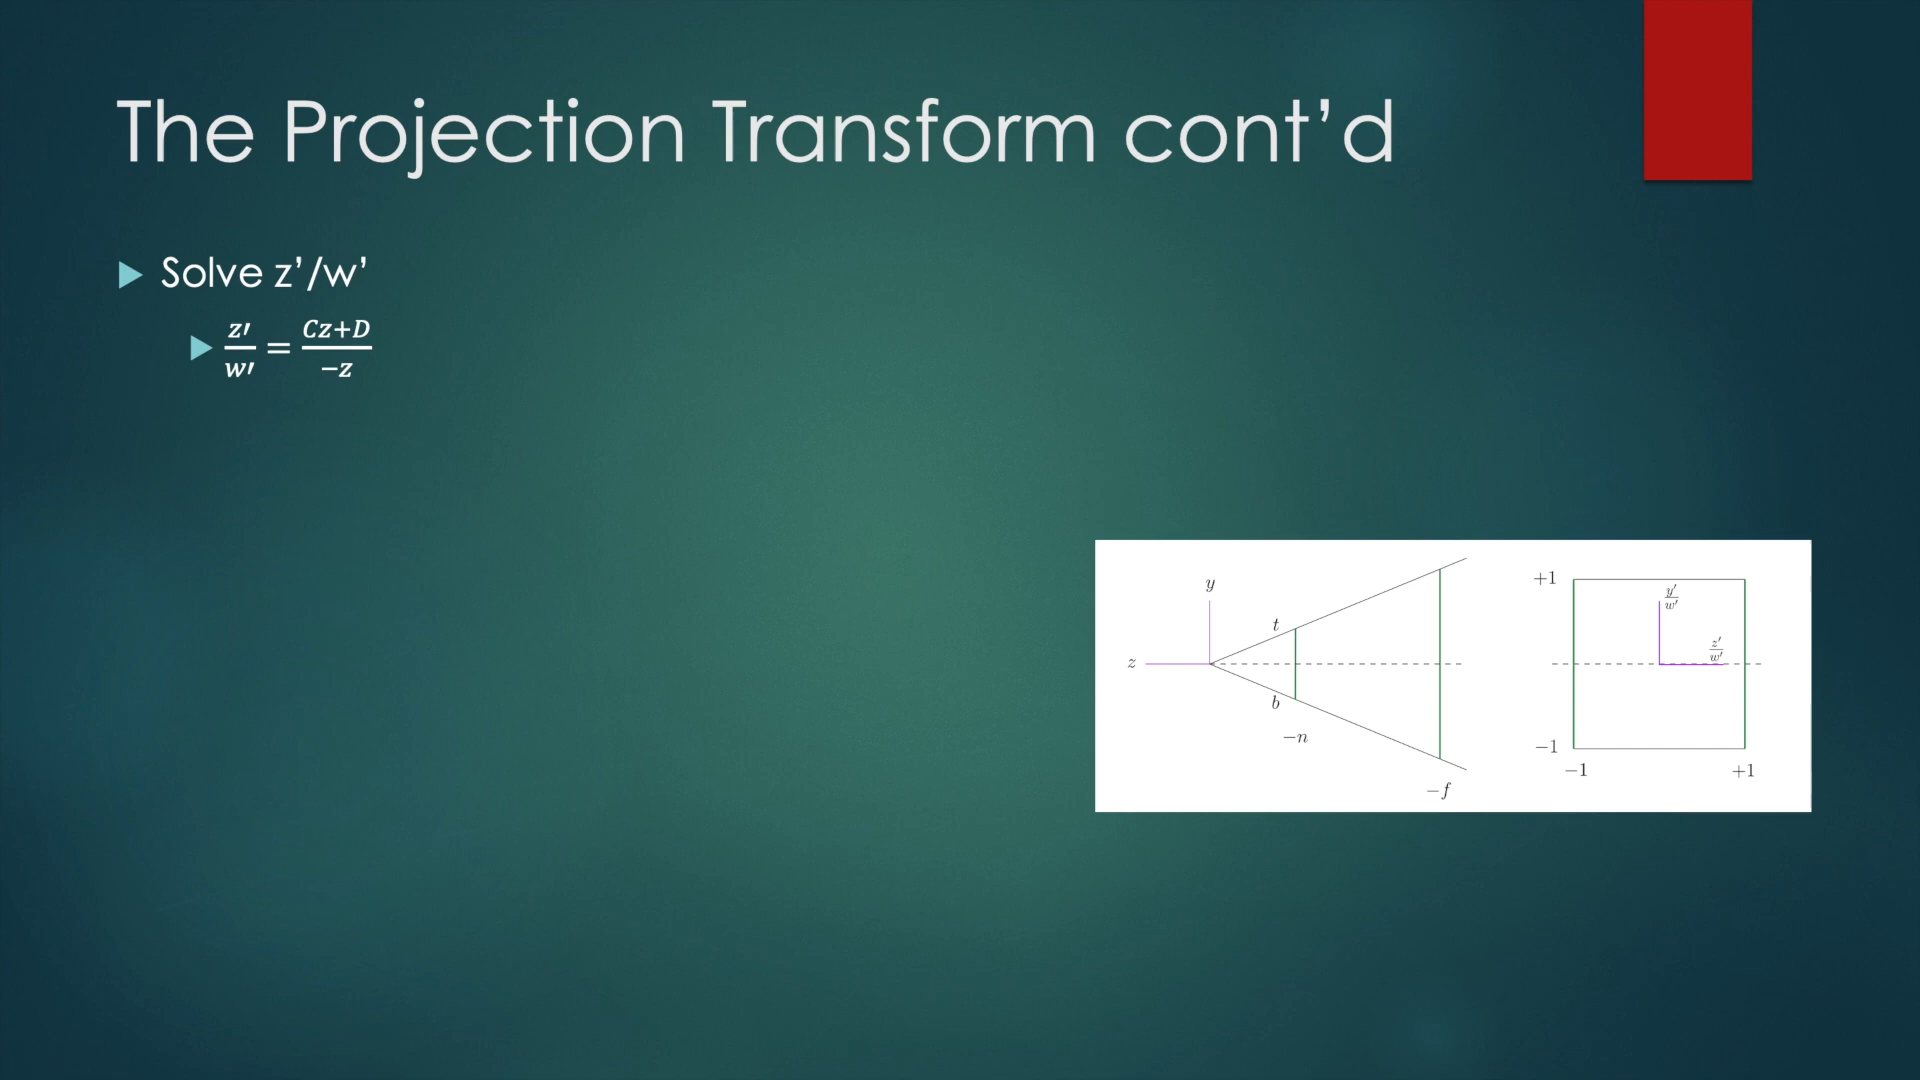 The Projection Transform cont’d
Solve z’/w’
z′/w′ = Cz+D/−z
y
t
z
b
−n
−f
+1
y′/w′
z′/w′
−1
−1
+1